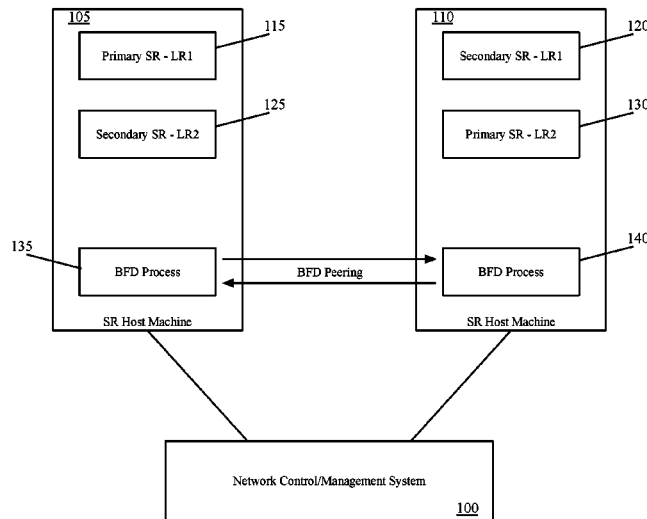 105
Primary SR - LR1
115
Secondary SR - LR2
125
135
BFD Process
SR Host Machine
BFD Peering
110
Secondary SR - LR1
120
Primary SR - LR2
130
BFD Process
140
SR Host Machine
Network Control/Management System
100